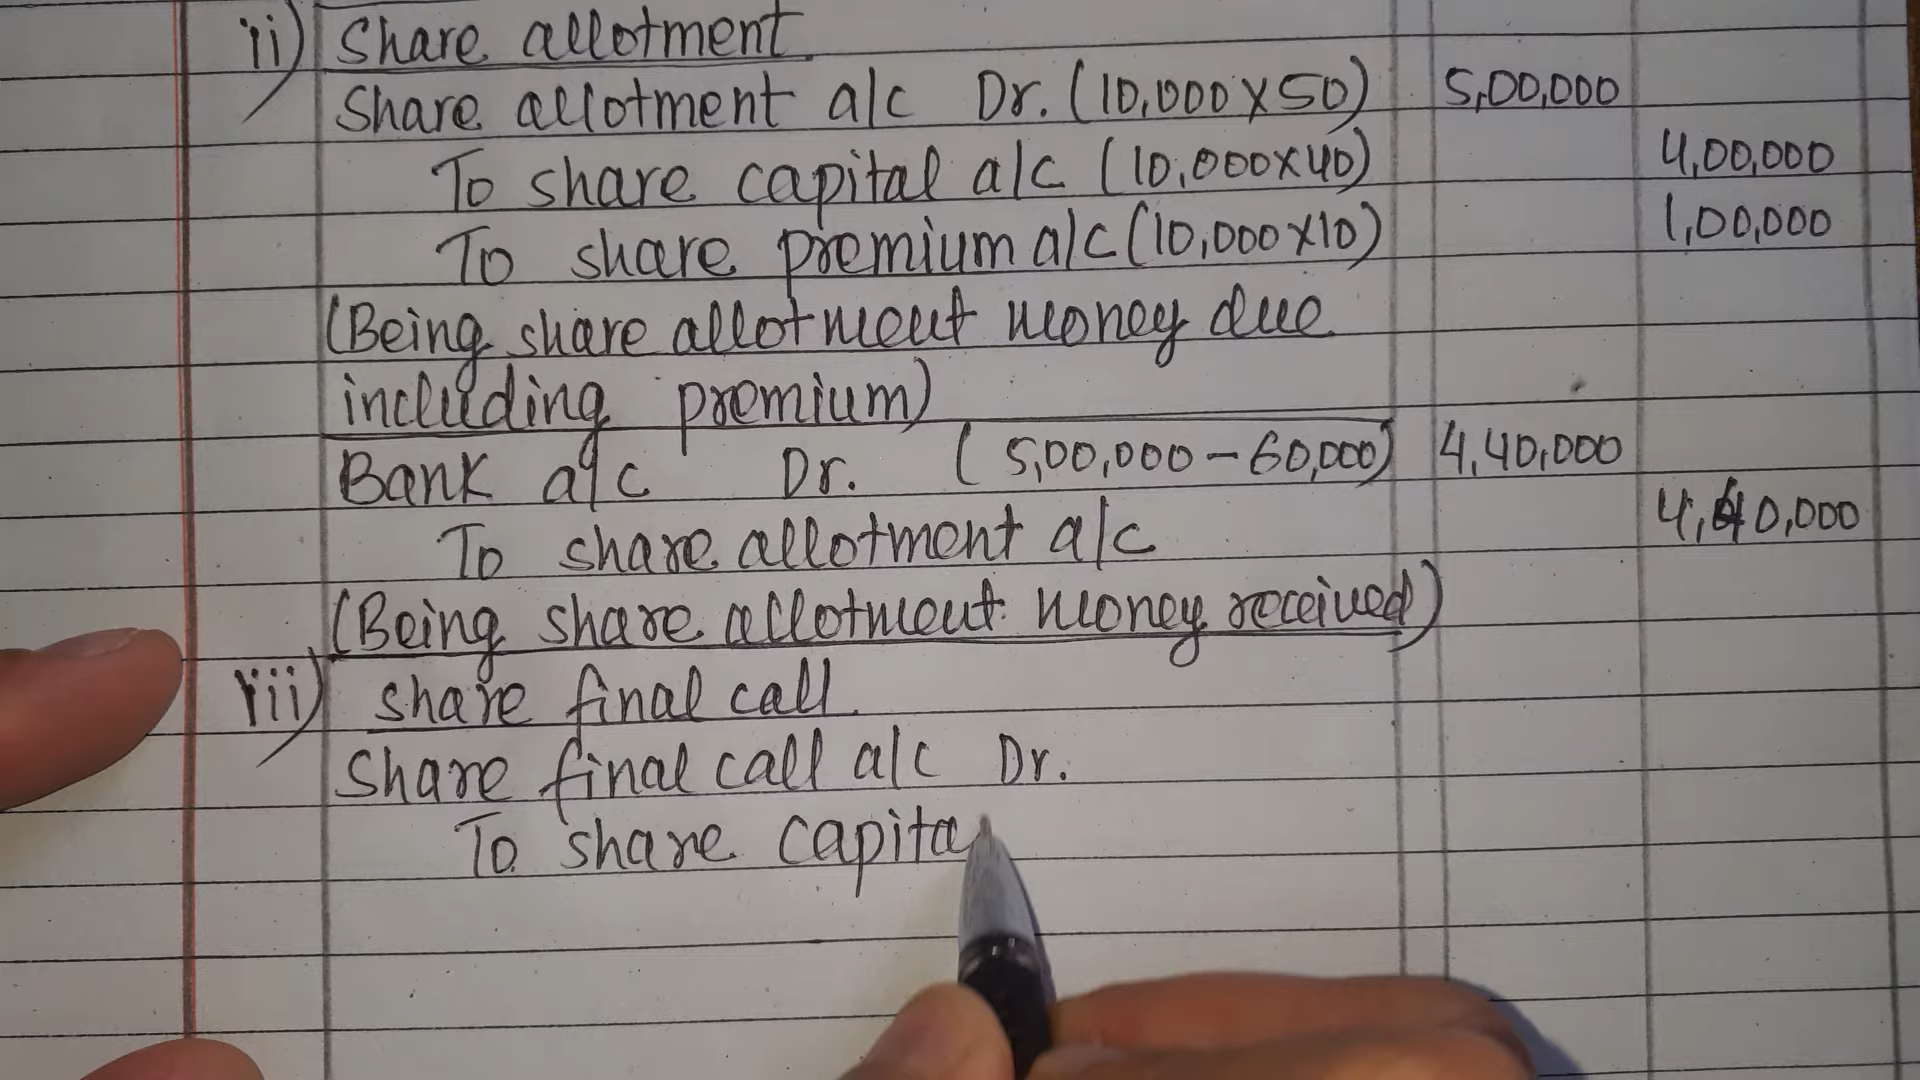 ii) Share allotment
Share allotment a/c Dr. (10,000 x 50) 5,00,000
To share capital a/c (10,000 x 40) 4,00,000
To share premium a/c (10,000 x 10) 1,00,000
(Being share allotment money due
including premium)
Bank a/c Dr. (5,00,000 - 60,000) 4,40,000
To share allotment a/c 4,40,000
(Being share allotment money received)
iii) share final call
Share final call a/c Dr.
To share capita